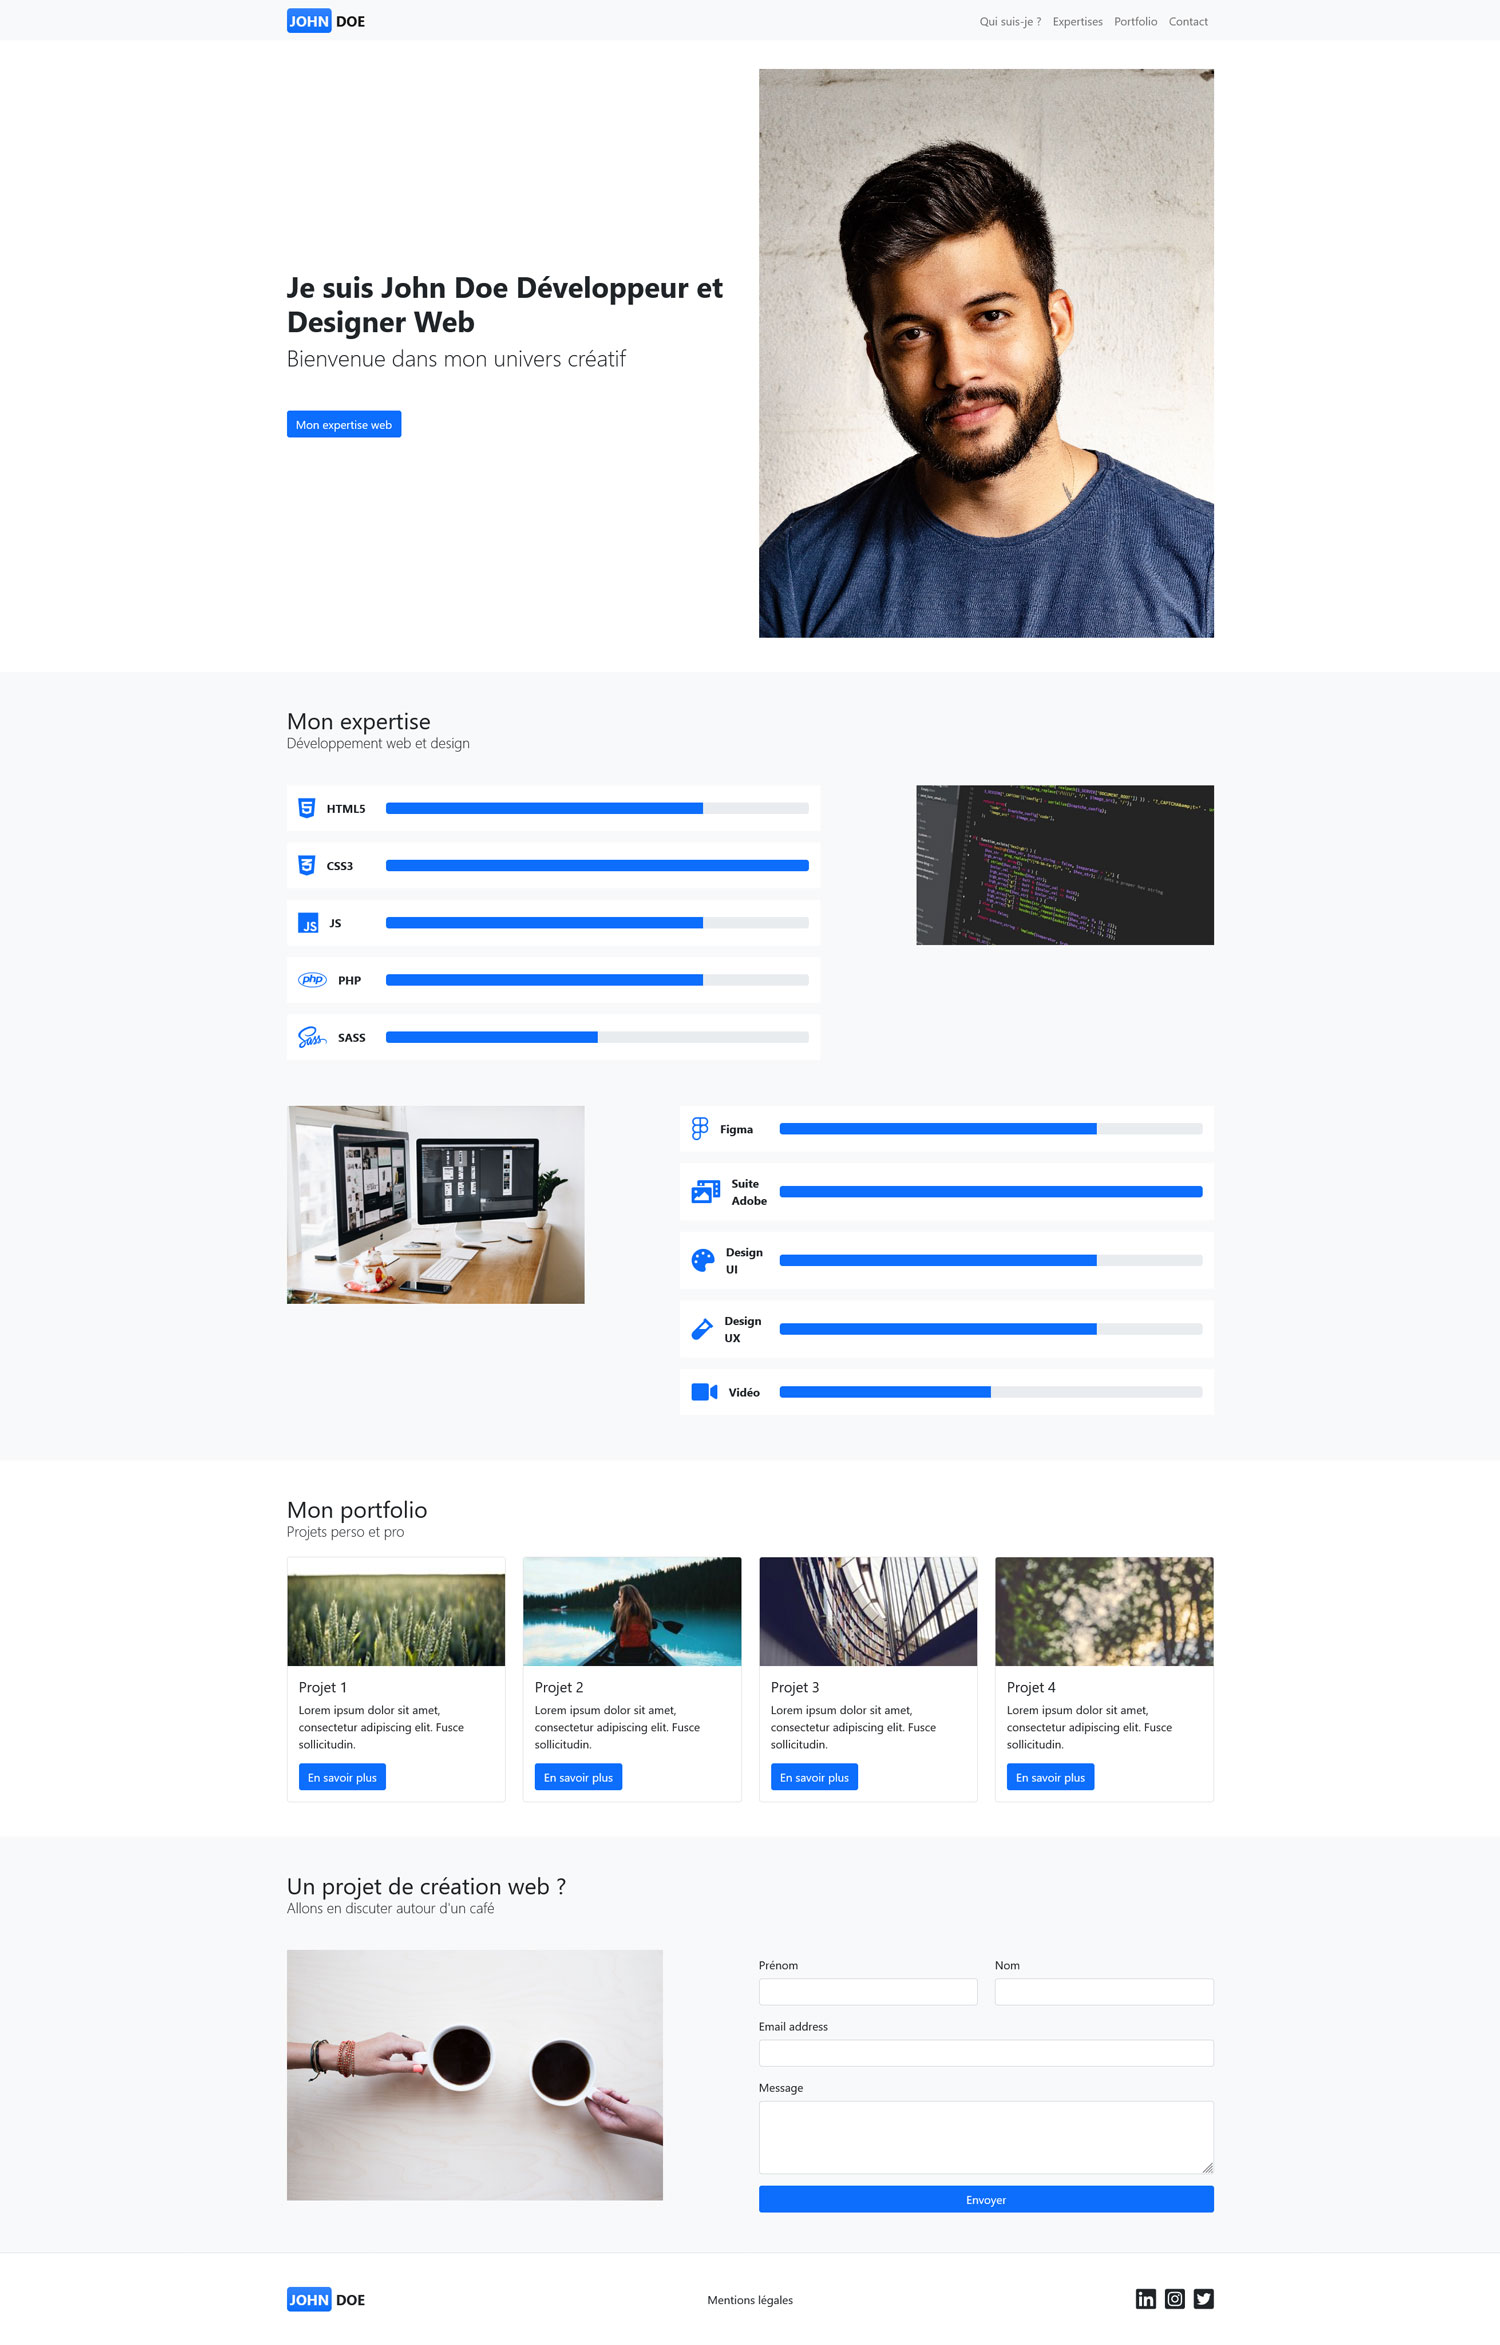 JOHN DOE
Qui suis-je ? Expertises Portfolio Contact
Je suis John Doe Développeur et
Designer Web
Bienvenue dans mon univers créatif
Mon expertise web
Mon expertise
Développement web et design
HTML5
CSS3
JS JS
php PHP
Sass SASS
Figma
Suite
Adobe
Design
UI
Design
UX
Vidéo
Mon portfolio
Projets perso et pro
Projet 1
Lorem ipsum dolor sit amet,
consectetur adipiscing elit. Fusce
sollicitudin.
En savoir plus
Projet 2
Lorem ipsum dolor sit amet,
consectetur adipiscing elit. Fusce
sollicitudin.
En savoir plus
Projet 3
Lorem ipsum dolor sit amet,
consectetur adipiscing elit. Fusce
sollicitudin.
En savoir plus
Projet 4
Lorem ipsum dolor sit amet,
consectetur adipiscing elit. Fusce
sollicitudin.
En savoir plus
Un projet de création web ?
Allons en discuter autour d'un café
Prénom
Nom
Email address
Message
Envoyer
JOHN DOE
Mentions légales
in